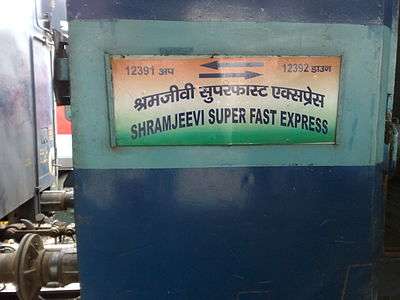 12391 अप 12392 डाउन
श्रमजीवी सुपरफास्ट एक्सप्रेस
SHRAMJEEVI SUPER FAST EXPRESS